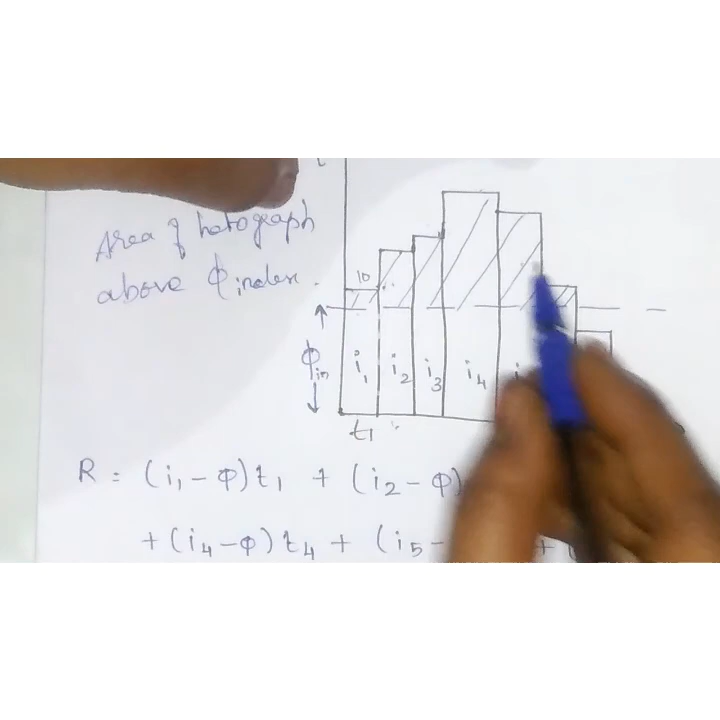 Area of hetograph
above ϕ index.
10
ϕin
i1 i2 i3 i4 i
t1
R = (i1 - ϕ) t1 + (i2 - ϕ)
+ (i4 - ϕ) t4 + (i5 -